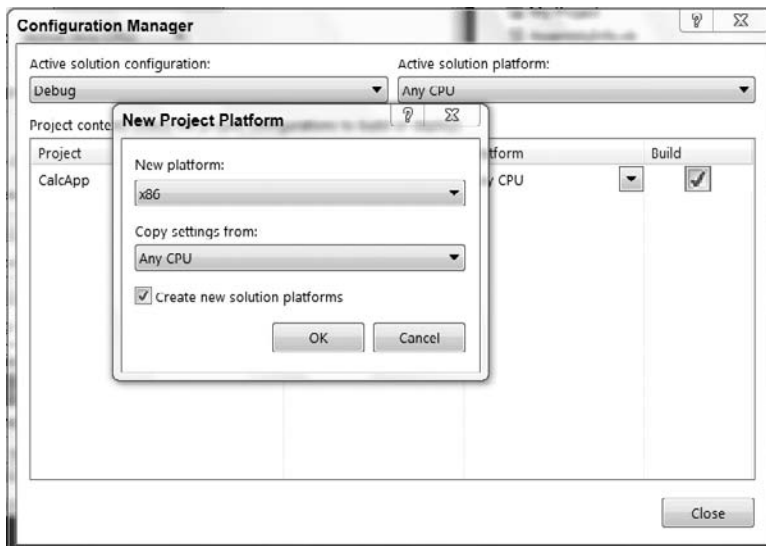 Configuration Manager
Active solution configuration:
Active solution platform:
Debug
Any CPU
Project conte
New Project Platform
Project
tform
Build
New platform:
CalcApp
y CPU
x86
Copy settings from:
Any CPU
Create new solution platforms
OK
Cancel
Close